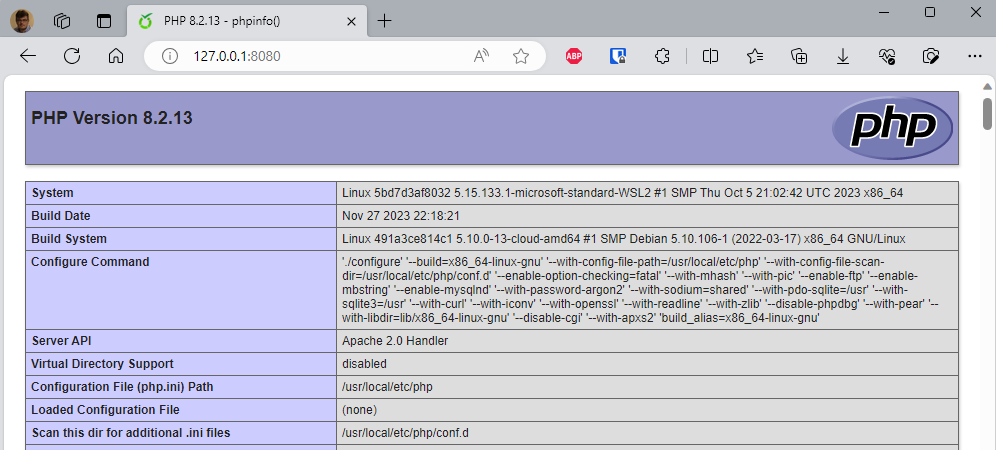 PHP 8.2.13 - phpinfo()
127.0.0.1:8080
ABP
PHP Version 8.2.13
php
System Linux 5bd7d3af8032 5.15.133.1-microsoft-standard-WSL2 #1 SMP Thu Oct 5 21:02:42 UTC 2023 x86_64
Build Date Nov 27 2023 22:18:21
Build System Linux 491a3ce814c1 5.10.0-13-cloud-amd64 #1 SMP Debian 5.10.106-1 (2022-03-17) x86_64 GNU/Linux
Configure Command './configure' '--build=x86_64-linux-gnu' '--with-config-file-path=/usr/local/etc/php' '--with-config-file-scan-
dir=/usr/local/etc/php/conf.d' '--enable-option-checking=fatal' '--with-mhash' '--with-pic' '--enable-ftp' '--enable-
mbstring' '--enable-mysqlnd' '--with-password-argon2' '--with-sodium=shared' '--with-pdo-sqlite=/usr' '--with-
sqlite3=/usr' '--with-curl' '--with-iconv' '--with-openssl' '--with-readline' '--with-zlib' '--disable-phpdbg' '--with-pear' '--
with-libdir=lib/x86_64-linux-gnu' '--disable-cgi' '--with-apxs2' 'build_alias=x86_64-linux-gnu'
Server API Apache 2.0 Handler
Virtual Directory Support disabled
Configuration File (php.ini) Path /usr/local/etc/php
Loaded Configuration File (none)
Scan this dir for additional .ini files /usr/local/etc/php/conf.d